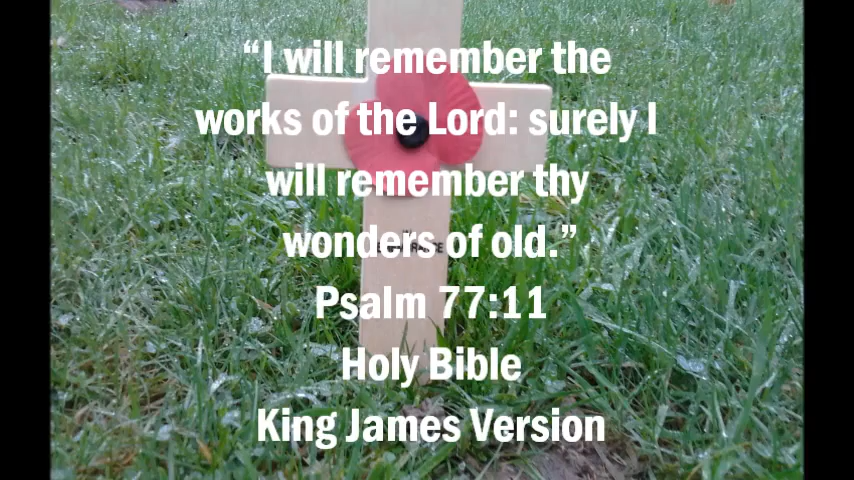 “I will remember the
works of the Lord: surely I
will remember thy
wonders of old.”
Psalm 77:11
Holy Bible
King James Version